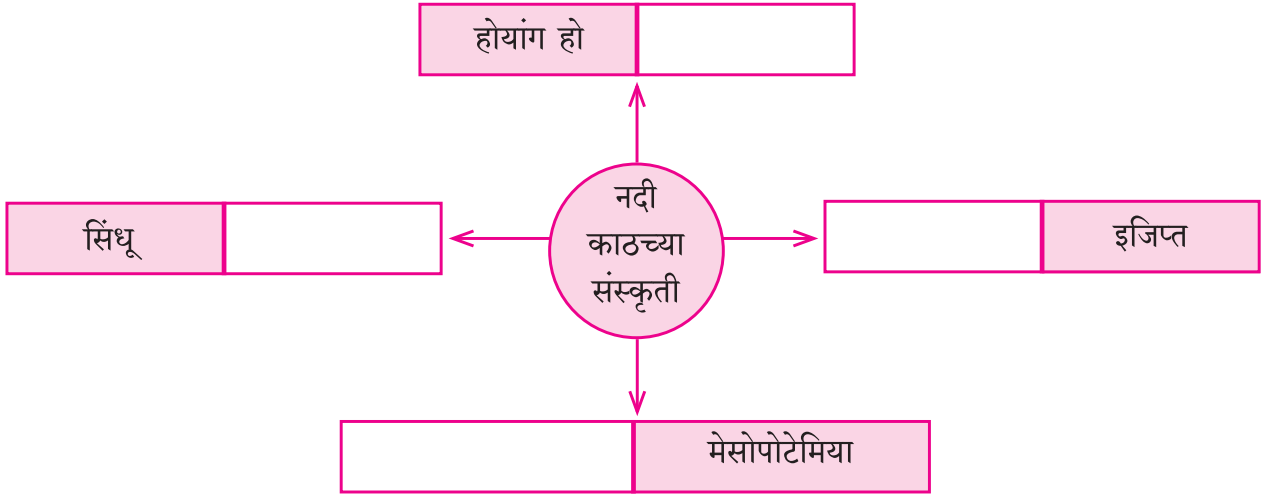 होयांग हो
सिंधू
नदी
काठच्या
संस्कृती
इजिप्त
मेसोपोटेमिया